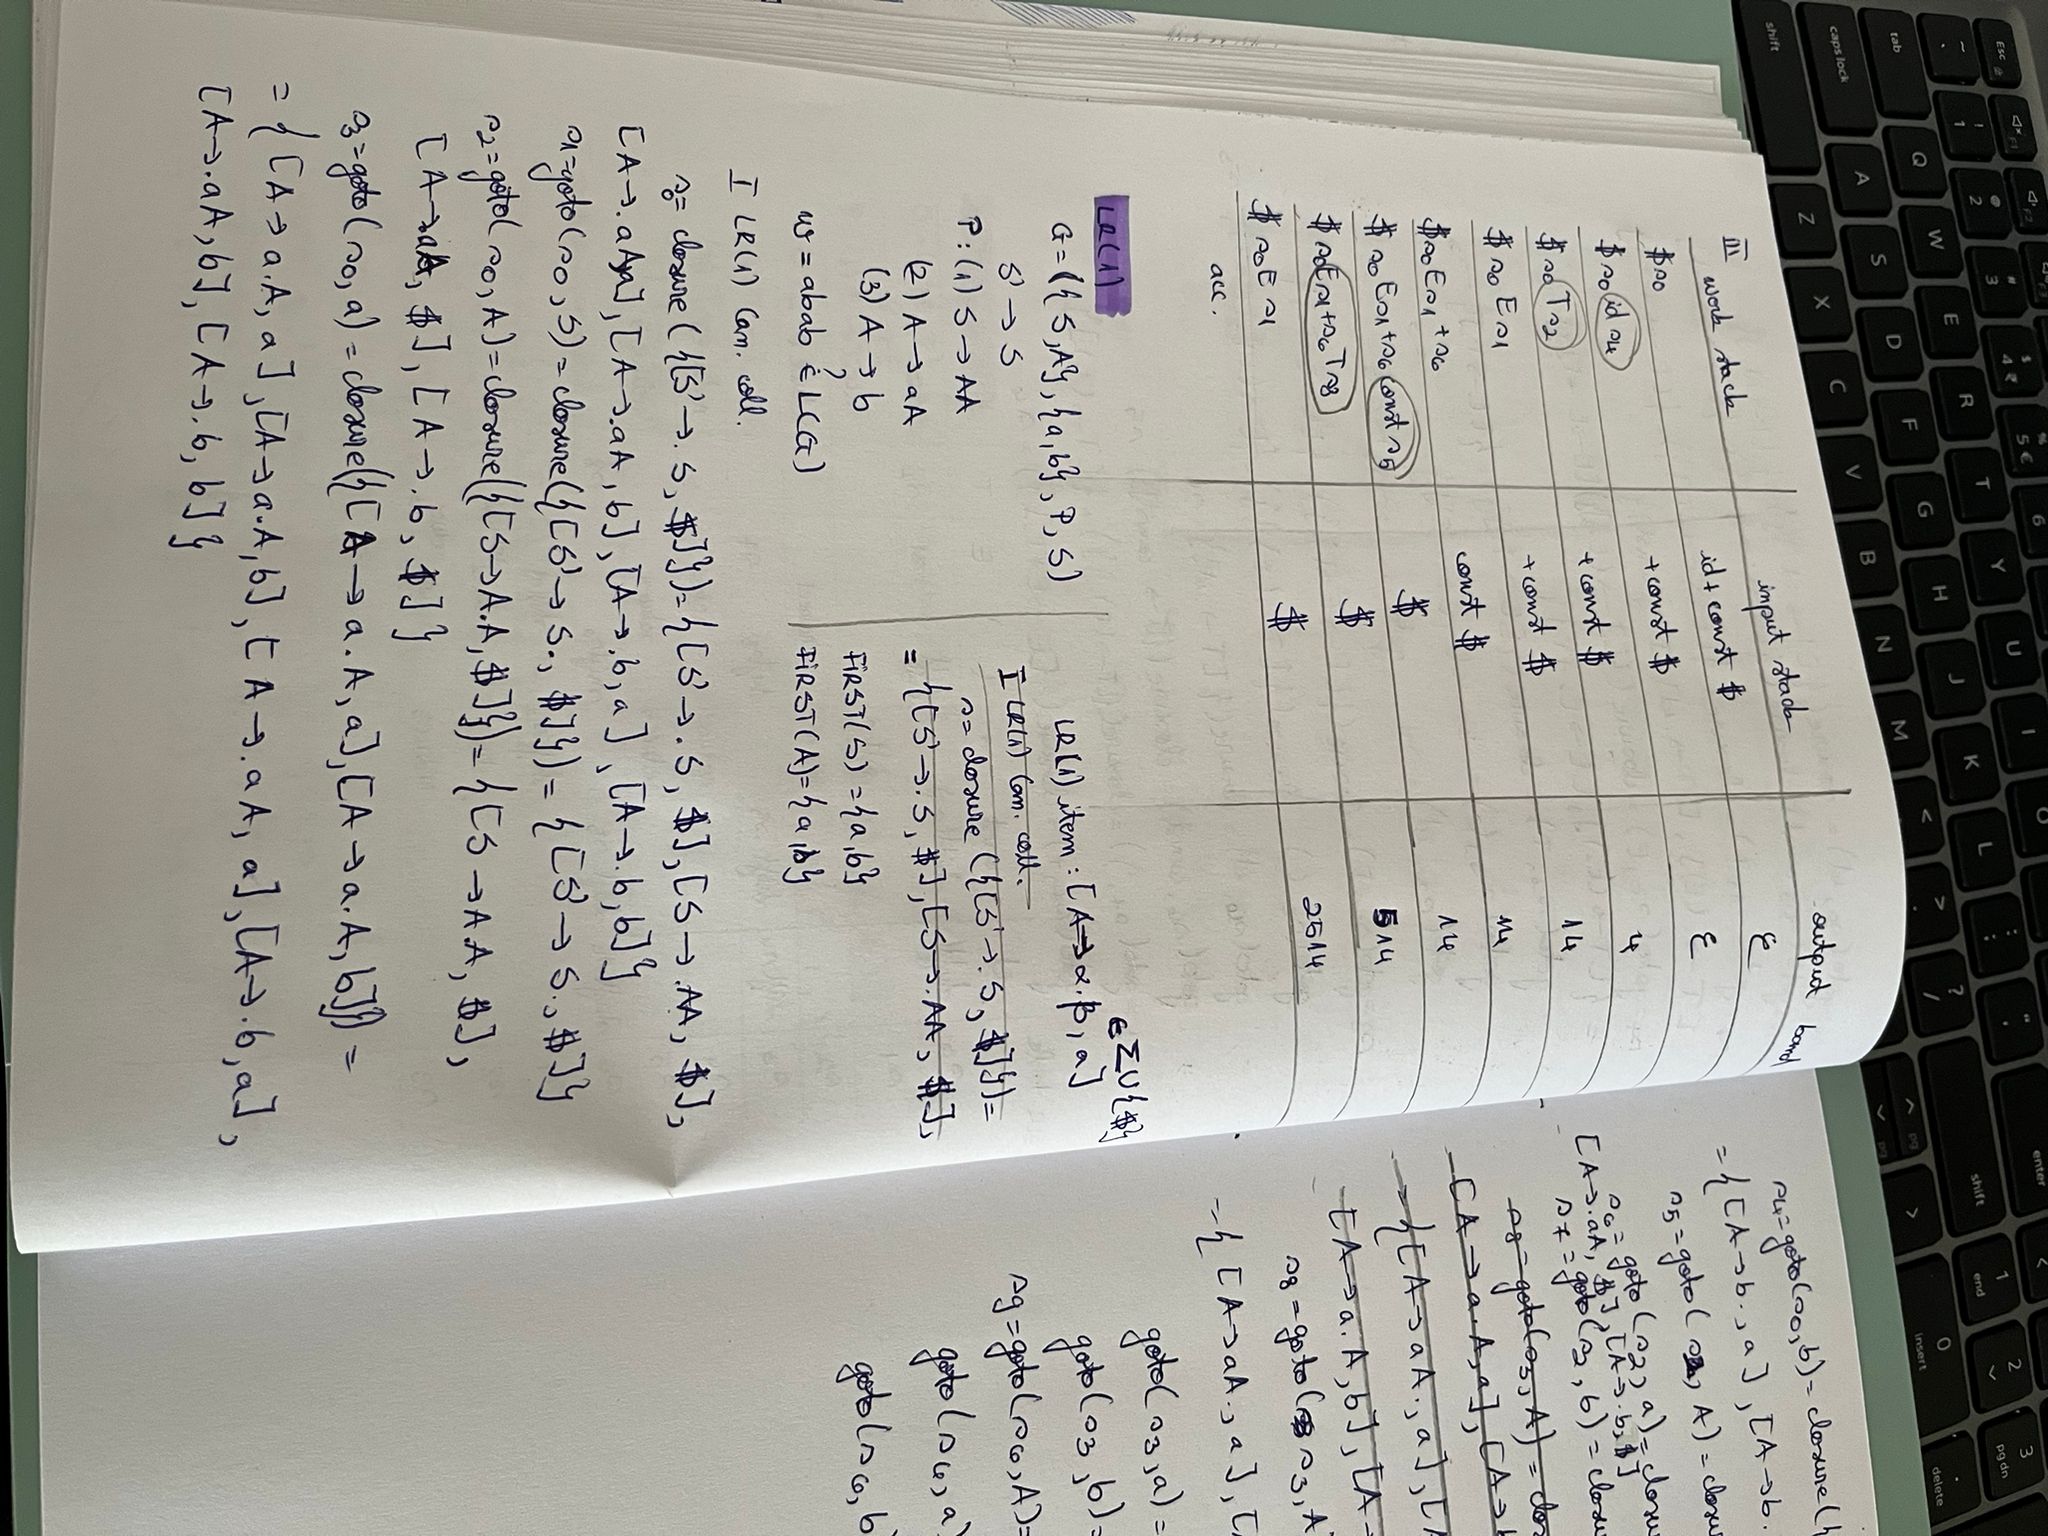 Esc F1 F2 F3
! 1 @ 2 # 3 $ 4 ₹ % 5 € 6 enter
~ ` Q W E R T Y U I O 1 end 2 3 pg dn
tab A S D F G H J K L : ; " ' shift 0 insert . delete
caps lock Z X C V B N M < , > . ? / pg pg
shift
III
work stack | input stack | output band
$s0 | id + const $ | ε
$s0 id s4 | + const $ | ε
$s0 T s2 | + const $ | 4
$s0 E s1 | + const $ | 14
$s0 E s1 + s6 | const $ | 14
$s0 E s1 + s6 const s5 | $ | 14
$s0 E s1 + s6 T s8 | $ | 514
$s0 E s1 | $ | 2514
acc.
LR(1)
G = ({S, A}, {a, b}, P, S)
S' → S
P: (1) S → AA
(2) A → aA
(3) A → b
w = abab ?∈ L(G)
∈ Σ∪{$}
LR(1) item: [A → α.β, a]
I LR(1) Can. coll.
s= closure ({[S' → .S, $]}) =
= {[S' → .S, $], [S → .AA, $],
FIRST(S) = {a, b}
FIRST(A) = {a, b}
I LR(1) Can. coll.
s0= closure ({[S' → .S, $]}) = {[S' → .S, $], [S → .AA, $],
[A → .aA, a], [A → .aA, b], [A → .b, a], [A → .b, b]}
s1 = goto(s0, S) = closure({[S' → S., $]}) = {[S' → S., $]}
s2 = goto(s0, A) = closure({[S → A.A, $]}) = {[S → A.A, $],
[A → .aA, $], [A → .b, $]}
s3 = goto(s0, a) = closure({[A → a.A, a], [A → a.A, b]}) =
= {[A → a.A, a], [A → a.A, b], [A → .aA, a], [A → .b, a],
[A → .aA, b], [A → .b, b]}
s4 = goto(s0, b) = closure({
= {[A → b., a], [A → b.
s5 = goto(s2, A) = closu
s6 = goto(s2, a) = closu
[A → .aA, $], [A → .b, $]
s7 = goto(s2, b) = closu
s8 = goto(s3, A) = clos
[A → a.A, a], [A → b
= {[A → aA., a], [A
[A → a.A, b], [A →
s8 = goto(s3, A
= {[A → aA., a], [
goto(s3, a) =
goto(s3, b) =
s9 = goto(s6, A) =
goto(s6, a)
goto(s6, b